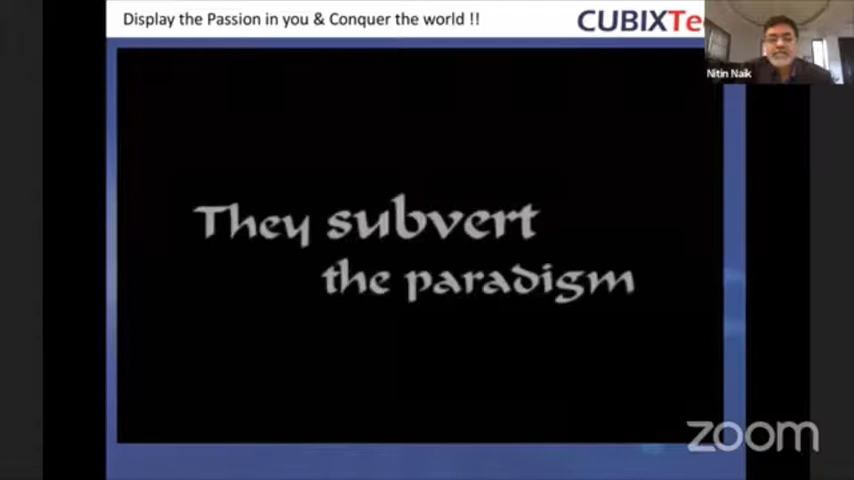 Display the Passion in you & Conquer the world !!
CUBIXTe
Nitin Naik
They subvert
the paradigm
zoom